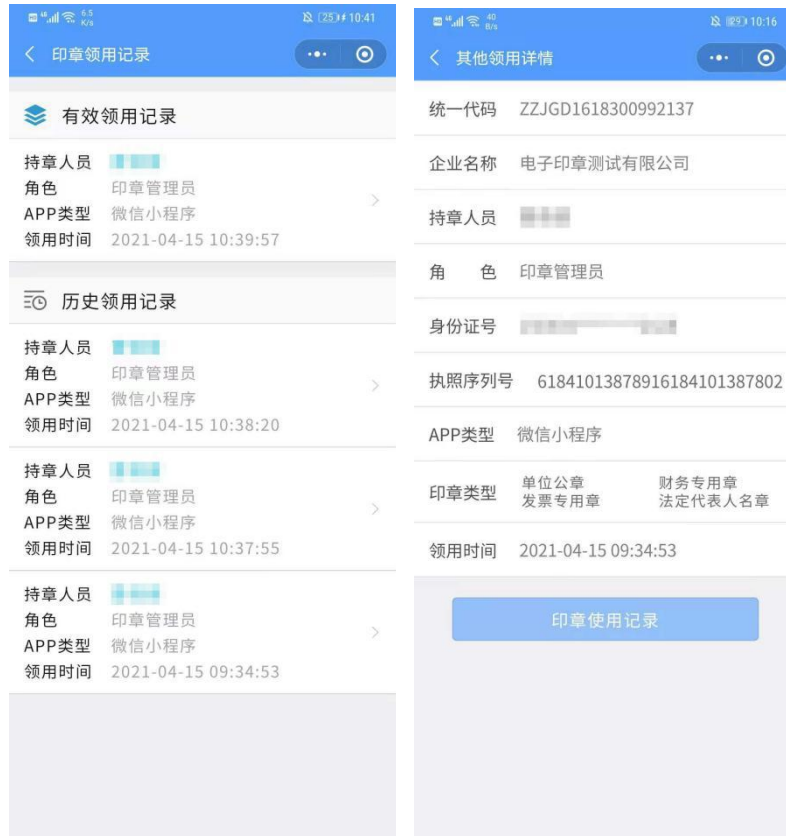 6.5
K/s
25
10:41
印章领用记录
有效领用记录
持章人员
角色 印章管理员
APP类型 微信小程序
领用时间 2021-04-15 10:39:57
历史领用记录
持章人员
角色 印章管理员
APP类型 微信小程序
领用时间 2021-04-15 10:38:20
持章人员
角色 印章管理员
APP类型 微信小程序
领用时间 2021-04-15 10:37:55
持章人员
角色 印章管理员
APP类型 微信小程序
领用时间 2021-04-15 09:34:53
40
B/s
10:16
其他领用详情
统一代码 ZZJGD1618300992137
企业名称 电子印章测试有限公司
持章人员
角 色 印章管理员
身份证号
执照序列号 61841013878916184101387802
APP类型 微信小程序
印章类型 单位公章 财务专用章
发票专用章 法定代表人名章
领用时间 2021-04-15 09:34:53
印章使用记录